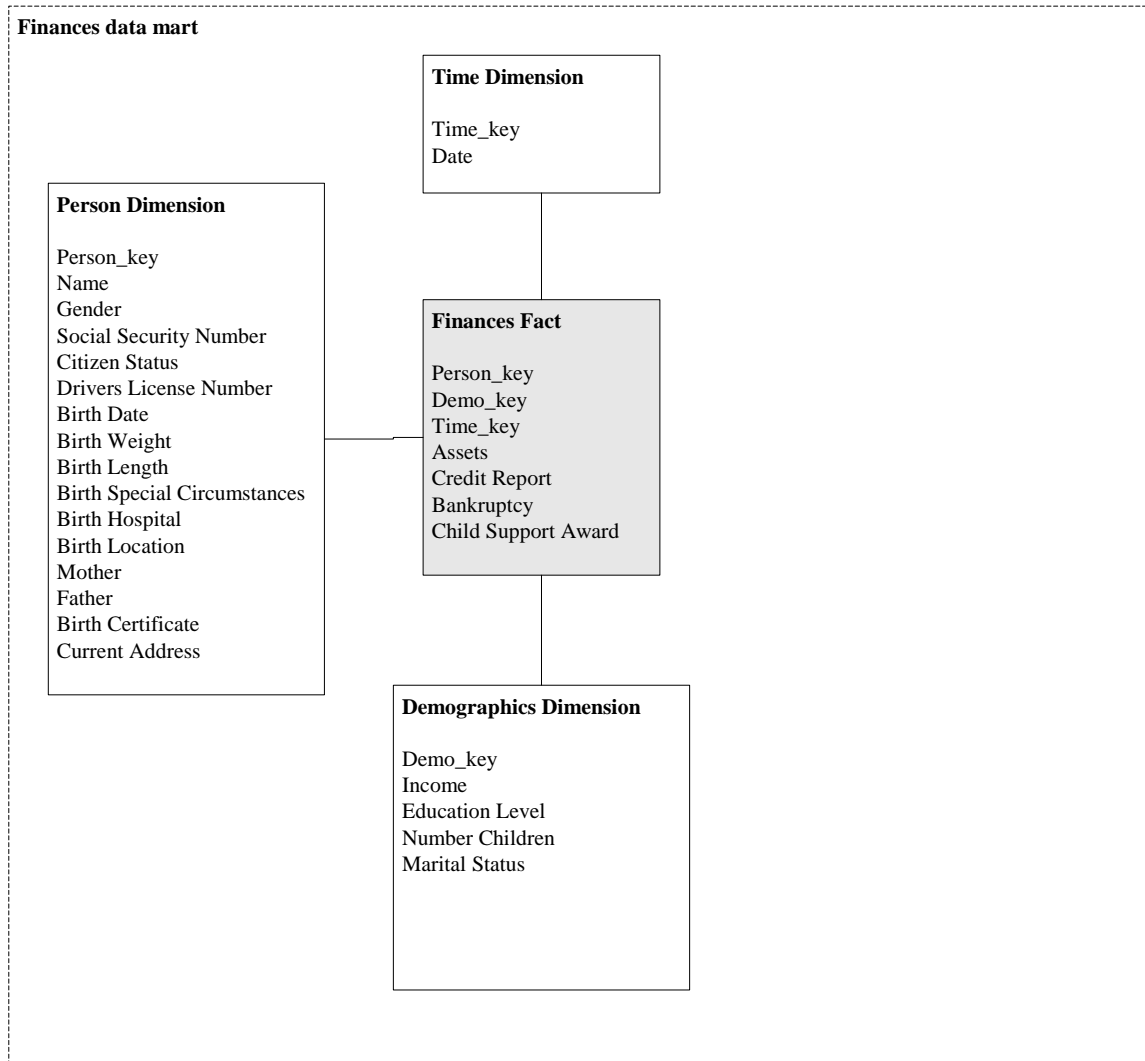 Finances data mart
Time Dimension
Time_key
Date
Person Dimension
Person_key
Name
Gender
Social Security Number
Citizen Status
Drivers License Number
Birth Date
Birth Weight
Birth Length
Birth Special Circumstances
Birth Hospital
Birth Location
Mother
Father
Birth Certificate
Current Address
Finances Fact
Person_key
Demo_key
Time_key
Assets
Credit Report
Bankruptcy
Child Support Award
Demographics Dimension
Demo_key
Income
Education Level
Number Children
Marital Status